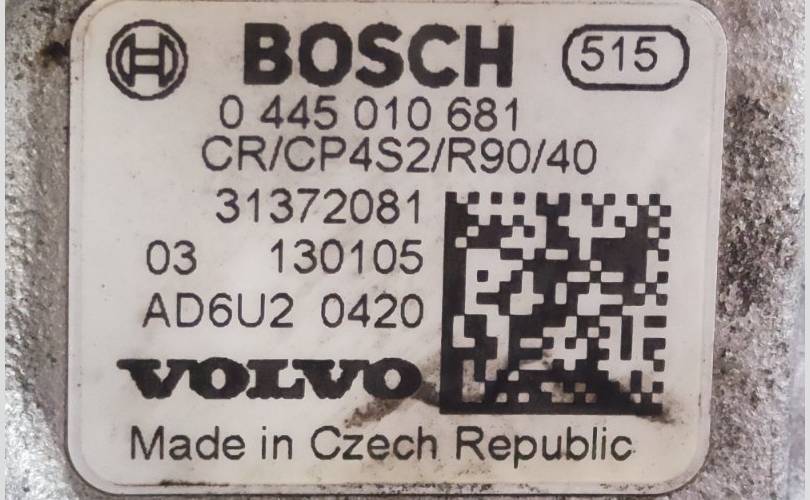 BOSCH 515
0 445 010 681
CR/CP4S2/R90/40
31372081
03 130105
AD6U2 0420
VOLVO
Made in Czech Republic